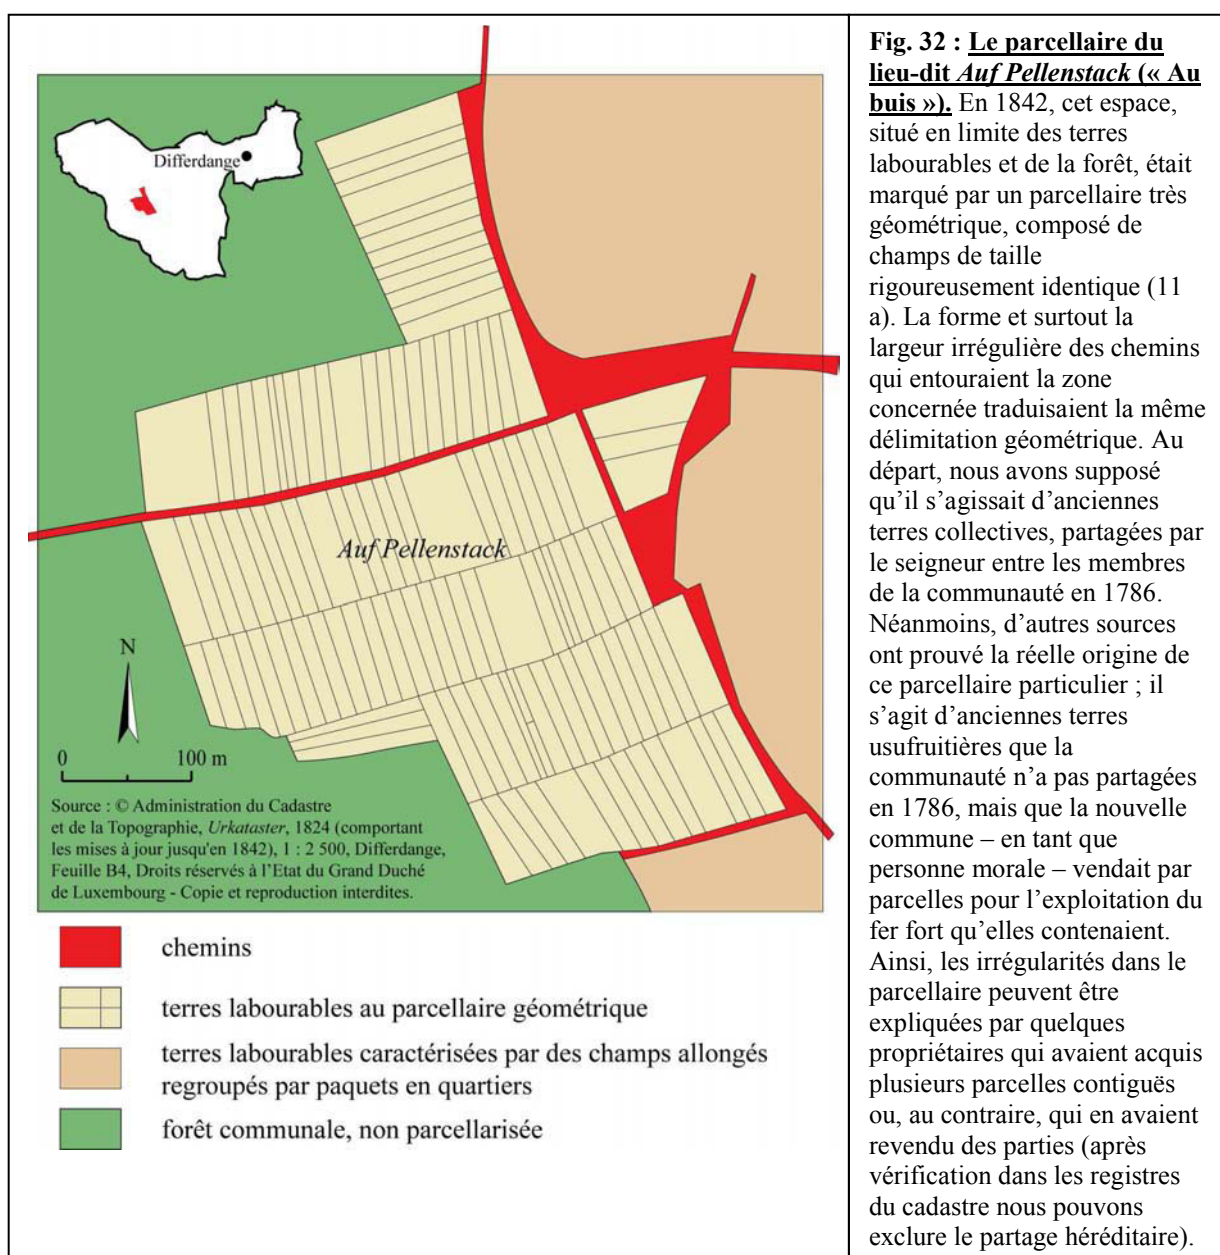 Differdange
Auf Pellenstack
N
0 100 m
Source : © Administration du Cadastre
et de la Topographie, Urkataster, 1824 (comportant
les mises à jour jusqu'en 1842), 1 : 2 500, Differdange,
Feuille B4, Droits réservés à l'Etat du Grand Duché
de Luxembourg - Copie et reproduction interdites.
chemins
terres labourables au parcellaire géométrique
terres labourables caractérisées par des champs allongés
regroupés par paquets en quartiers
forêt communale, non parcellarisée
Fig. 32 : Le parcellaire du
lieu-dit Auf Pellenstack (« Au
buis »). En 1842, cet espace,
situé en limite des terres
labourables et de la forêt, était
marqué par un parcellaire très
géométrique, composé de
champs de taille
rigoureusement identique (11
a). La forme et surtout la
largeur irrégulière des chemins
qui entouraient la zone
concernée traduisaient la même
délimitation géométrique. Au
départ, nous avons supposé
qu'il s'agissait d'anciennes
terres collectives, partagées par
le seigneur entre les membres
de la communauté en 1786.
Néanmoins, d'autres sources
ont prouvé la réelle origine de
ce parcellaire particulier ; il
s'agit d'anciennes terres
usufruitières que la
communauté n'a pas partagées
en 1786, mais que la nouvelle
commune – en tant que
personne morale – vendait par
parcelles pour l'exploitation du
fer fort qu'elles contenaient.
Ainsi, les irrégularités dans le
parcellaire peuvent être
expliquées par quelques
propriétaires qui avaient acquis
plusieurs parcelles contiguës
ou, au contraire, qui en avaient
revendu des parties (après
vérification dans les registres
du cadastre nous pouvons
exclure le partage héréditaire).